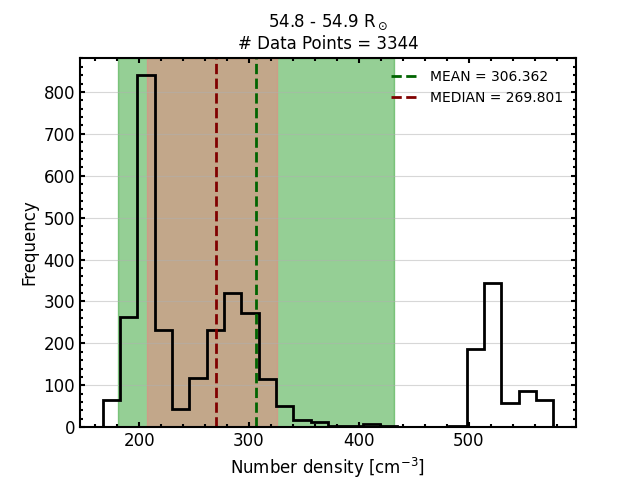 54.8 - 54.9 R☉
# Data Points = 3344
MEAN = 306.362
MEDIAN = 269.801
800
700
600
500
400
300
200
100
0
Frequency
200
300
400
500
Number density [cm⁻³]